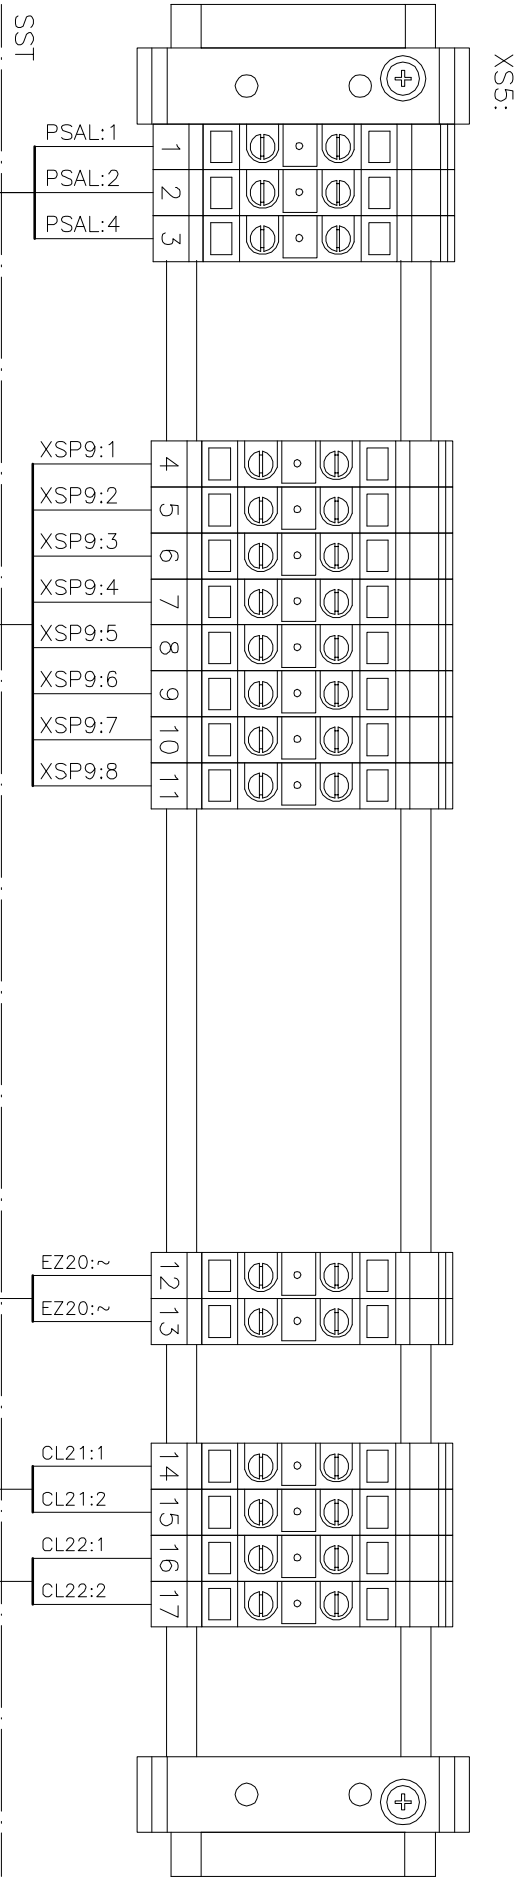 XS5:
SST
PSAL:1 1
PSAL:2 2
PSAL:4 3
XSP9:1 4
XSP9:2 5
XSP9:3 6
XSP9:4 7
XSP9:5 8
XSP9:6 9
XSP9:7 10
XSP9:8 11
EZ20:~ 12
EZ20:~ 13
CL21:1 14
CL21:2 15
CL22:1 16
CL22:2 17